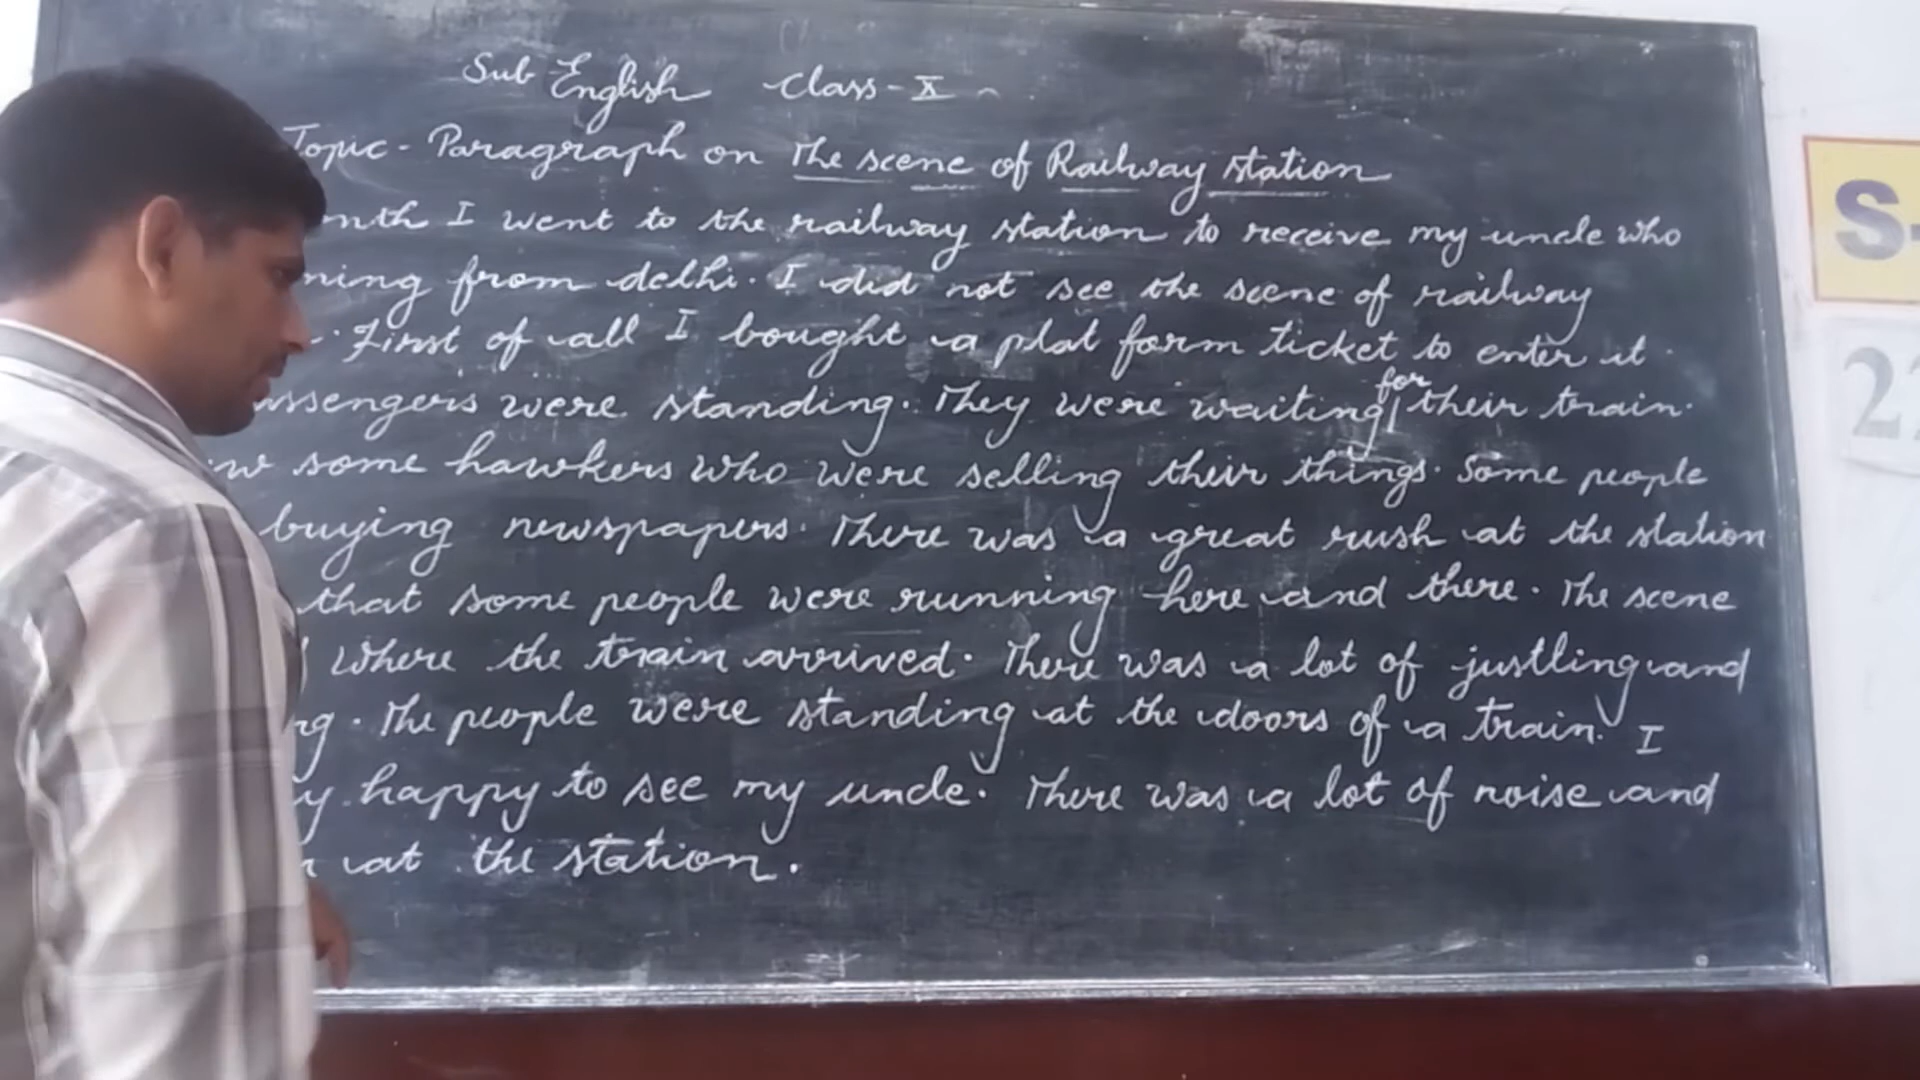 Sub English Class - X
Topic - Paragraph on The scene of Railway station
I went to the railway station to receive my uncle who
from delhi. I did not see the scene of railway
First of all I bought a plat form ticket to enter it.
were standing. They were waiting for their train.
some hawkers who were selling their things. Some people
buying newspapers. There was a great rush at the station
that some people were running here and there. The scene
where the train arrived. There was a lot of justling and
The people were standing at the doors of a train. I
happy to see my uncle. There was a lot of noise and
at the station.
S-